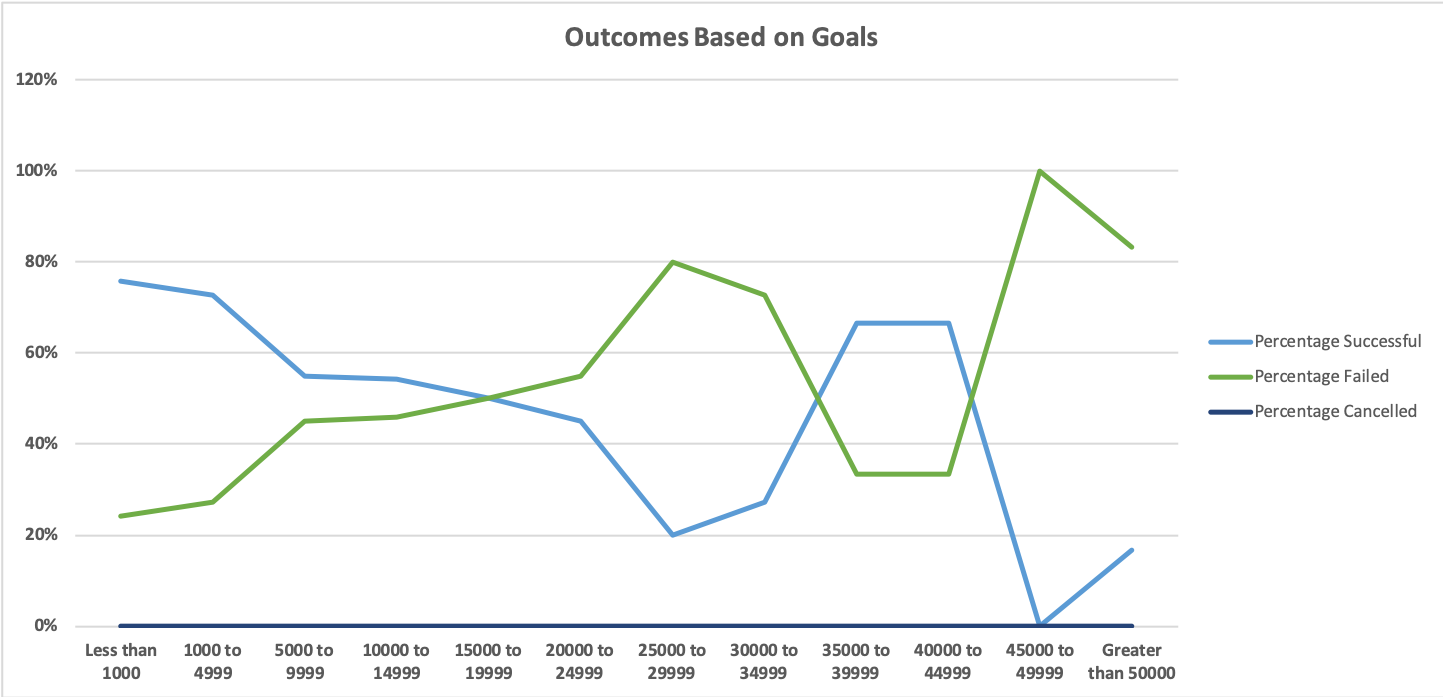 Outcomes Based on Goals
120%
100%
80%
60%
40%
20%
0%
Less than
1000
1000 to
4999
5000 to
9999
10000 to
14999
15000 to
19999
20000 to
24999
25000 to
29999
30000 to
34999
35000 to
39999
40000 to
44999
45000 to
49999
Greater
than 50000
Percentage Successful
Percentage Failed
Percentage Cancelled